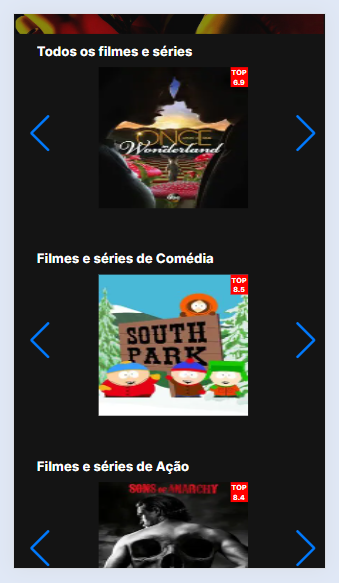 Todos os filmes e séries
TOP
6.9
ONCE
Wonderland
Filmes e séries de Comédia
TOP
8.5
SOUTH
PARK
Filmes e séries de Ação
TOP
8.4
SONS OF ANARCHY